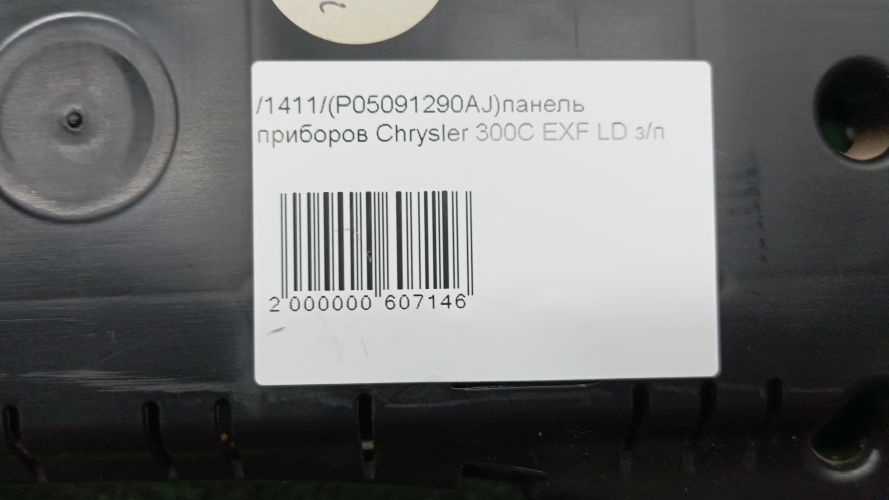 /1411/(P05091290AJ)панель
приборов Chrysler 300C EXF LD з/п
2 000000 607146